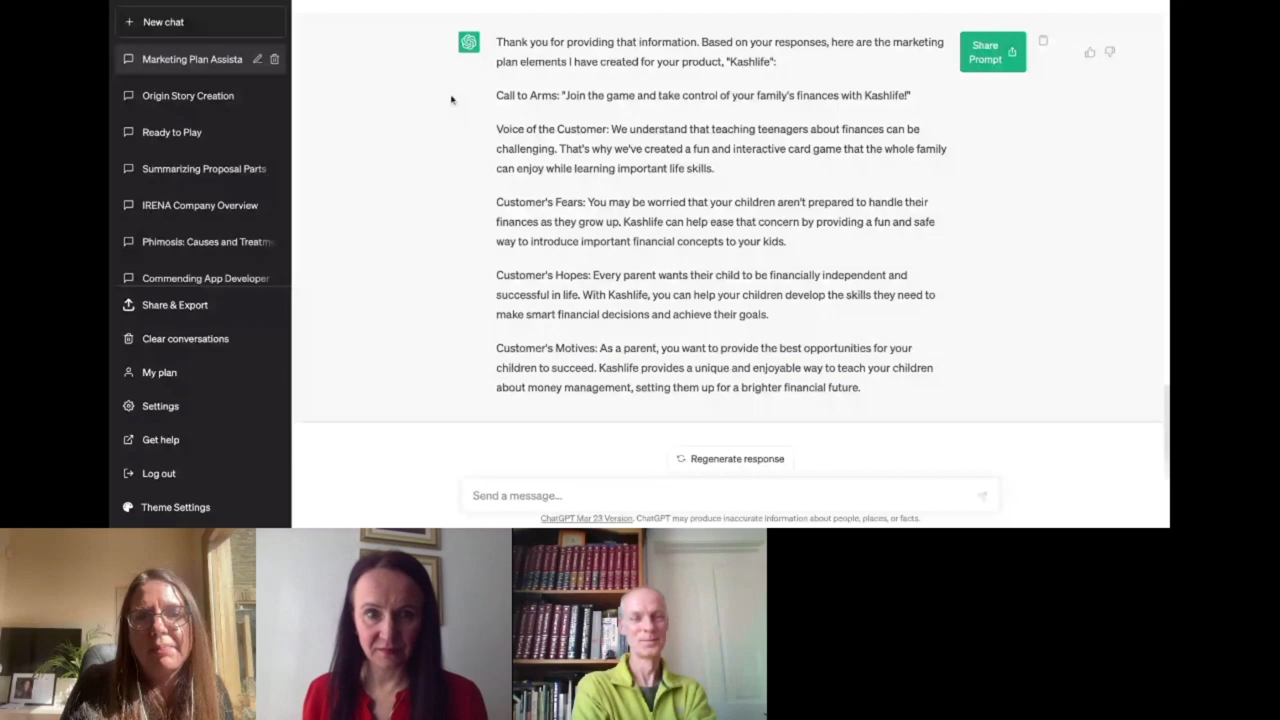 New chat
Marketing Plan Assista
Origin Story Creation
Ready to Play
Summarizing Proposal Parts
IRENA Company Overview
Phimosis: Causes and Treatme
Commending App Developer
Share & Export
Clear conversations
My plan
Settings
Get help
Log out
Theme Settings
Thank you for providing that information. Based on your responses, here are the marketing
plan elements I have created for your product, "Kashlife":
Call to Arms: "Join the game and take control of your family's finances with Kashlife!"
Voice of the Customer: We understand that teaching teenagers about finances can be
challenging. That's why we've created a fun and interactive card game that the whole family
can enjoy while learning important life skills.
Customer's Fears: You may be worried that your children aren't prepared to handle their
finances as they grow up. Kashlife can help ease that concern by providing a fun and safe
way to introduce important financial concepts to your kids.
Customer's Hopes: Every parent wants their child to be financially independent and
successful in life. With Kashlife, you can help your children develop the skills they need to
make smart financial decisions and achieve their goals.
Customer's Motives: As a parent, you want to provide the best opportunities for your
children to succeed. Kashlife provides a unique and enjoyable way to teach your children
about money management, setting them up for a brighter financial future.
Share
Prompt
Regenerate response
Send a message...
ChatGPT Mar 23 Version. ChatGPT may produce inaccurate information about people, places, or facts.